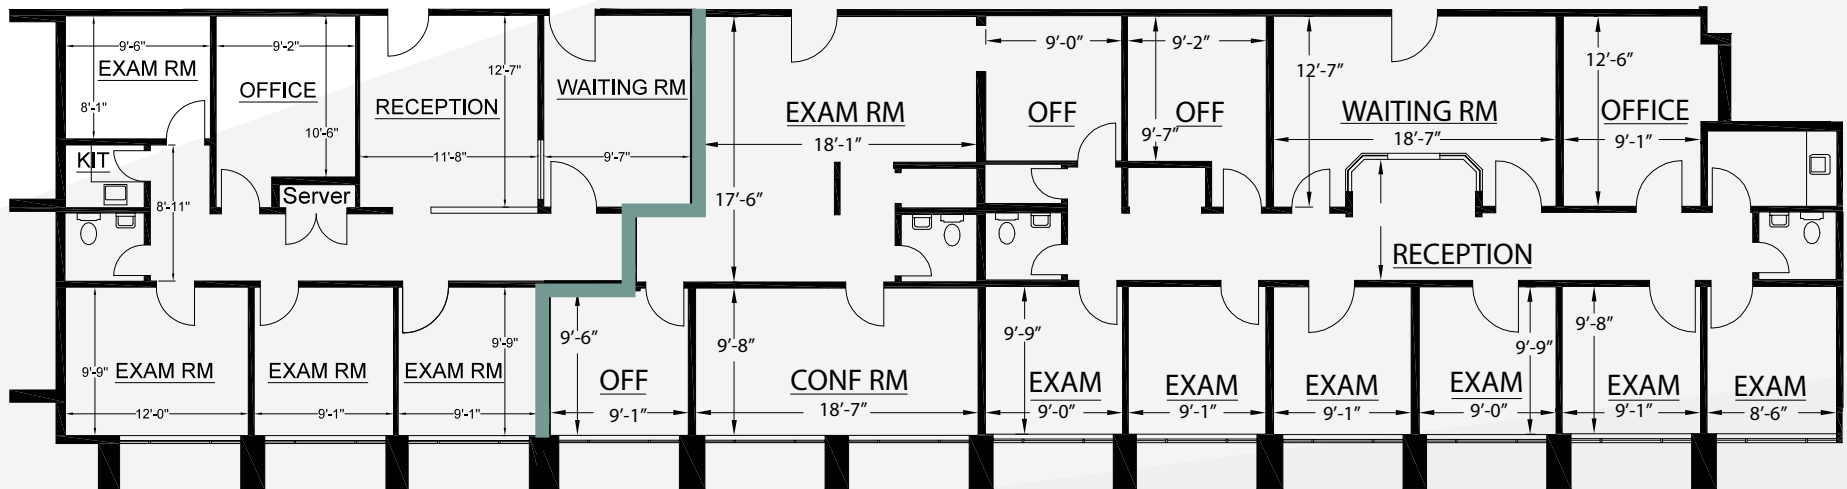 9'-6"
EXAM RM
8'-1"
9'-2"
OFFICE
10'-6"
12'-7"
RECEPTION
11'-8"
WAITING RM
9'-7"
KIT
8'-11"
Server
9'-9"
EXAM RM
12'-0"
EXAM RM
9'-1"
9'-9"
EXAM RM
9'-1"
EXAM RM
18'-1"
17'-6"
9'-0"
OFF
9'-2"
OFF
9'-7"
12'-7"
WAITING RM
18'-7"
12'-6"
OFFICE
9'-1"
RECEPTION
9'-6"
OFF
9'-1"
9'-8"
CONF RM
18'-7"
9'-9"
EXAM
9'-0"
EXAM
9'-1"
EXAM
9'-1"
EXAM
9'-0"
9'-9"
9'-8"
EXAM
9'-1"
EXAM
8'-6"